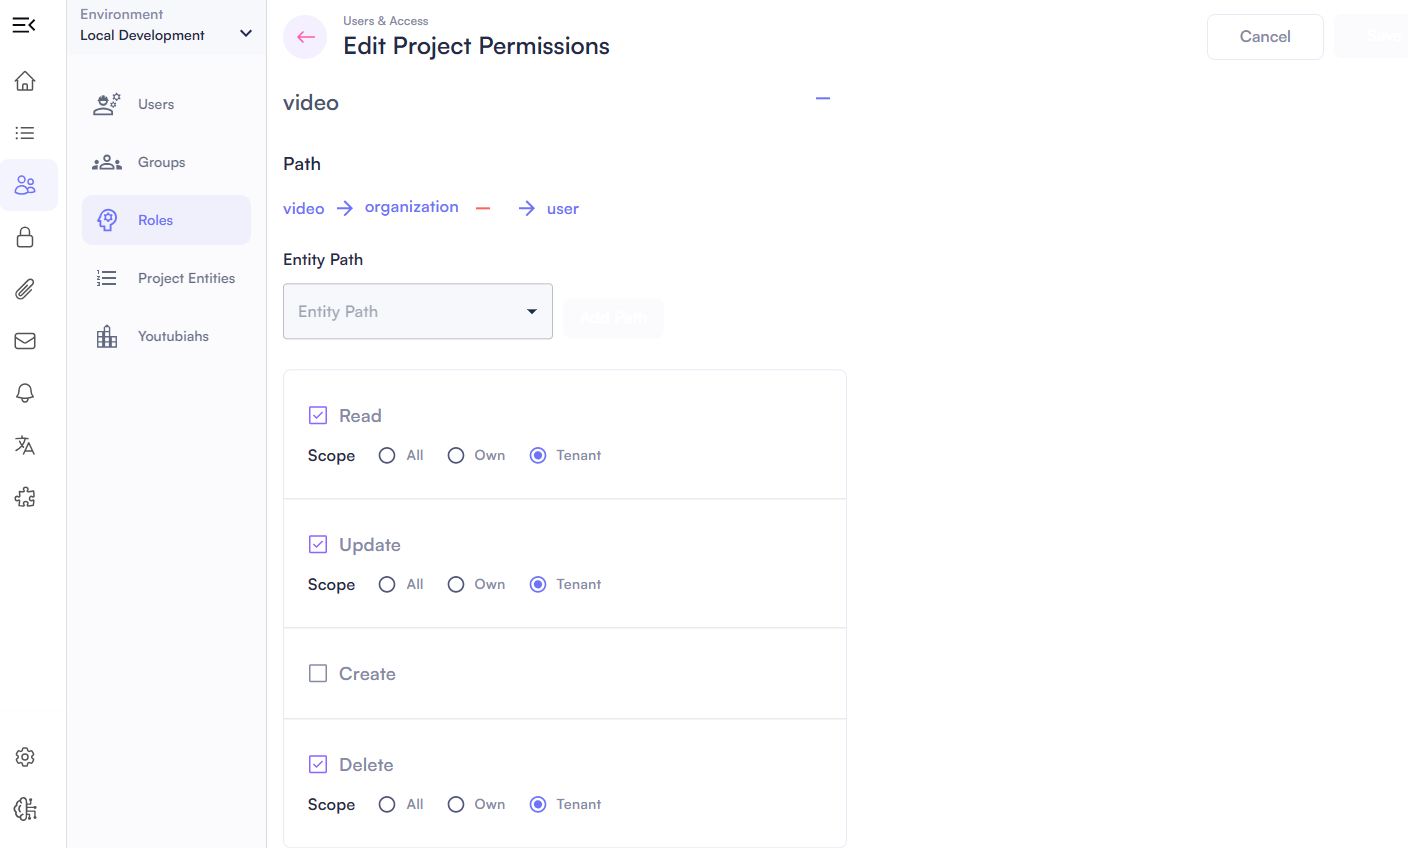 Environment
Local Development
Users
Groups
Roles
Project Entities
Youtubiahs
Users & Access
Edit Project Permissions
Cancel
Save
video
Path
video organization user
Entity Path
Entity Path
Add Path
Read
Scope All Own Tenant
Update
Scope All Own Tenant
Create
Delete
Scope All Own Tenant